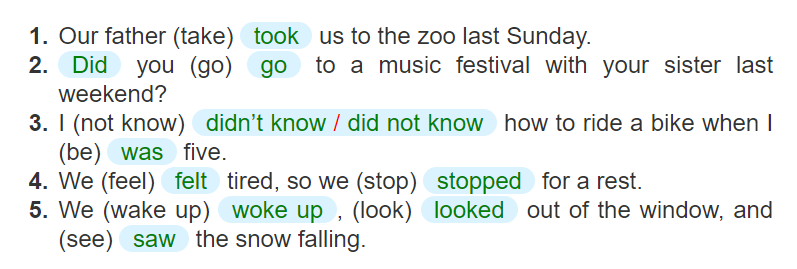 1. Our father (take) took us to the zoo last Sunday.
2. Did you (go) go to a music festival with your sister last
weekend?
3. I (not know) didn’t know / did not know how to ride a bike when I
(be) was five.
4. We (feel) felt tired, so we (stop) stopped for a rest.
5. We (wake up) woke up , (look) looked out of the window, and
(see) saw the snow falling.